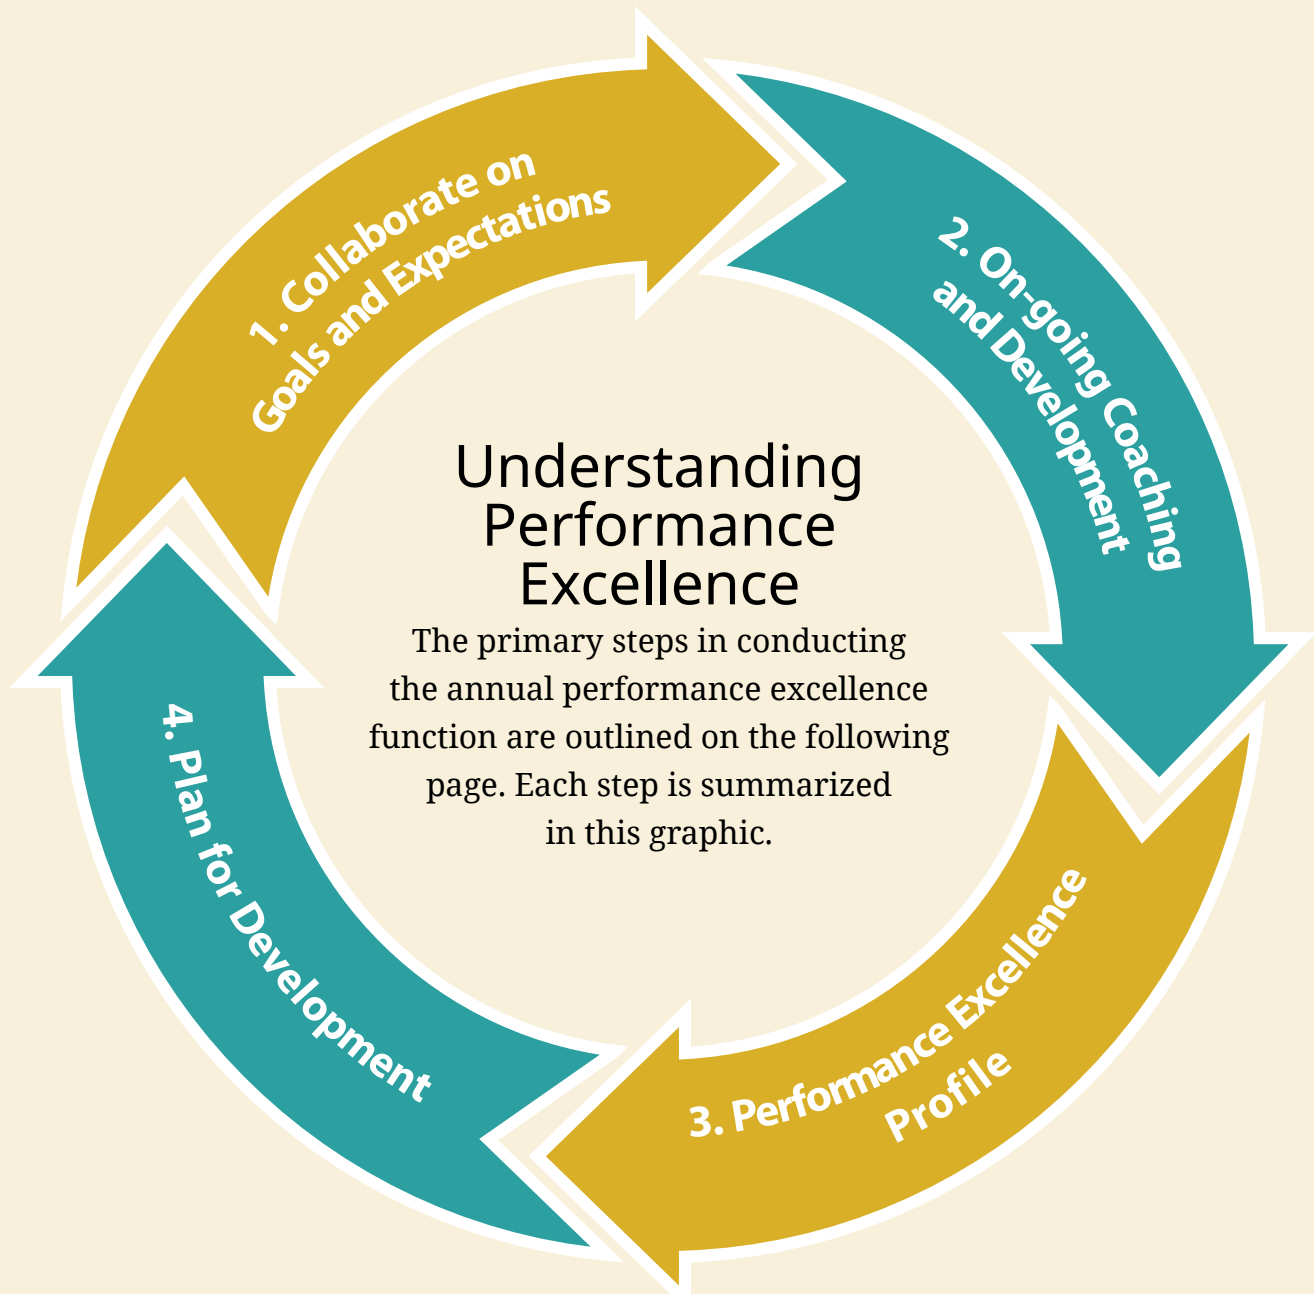 1. Collaborate on
Goals and Expectations
2. On-going Coaching
and Development
3. Performance Excellence
Profile
4. Plan for Development
Understanding
Performance
Excellence
The primary steps in conducting
the annual performance excellence
function are outlined on the following
page. Each step is summarized
in this graphic.